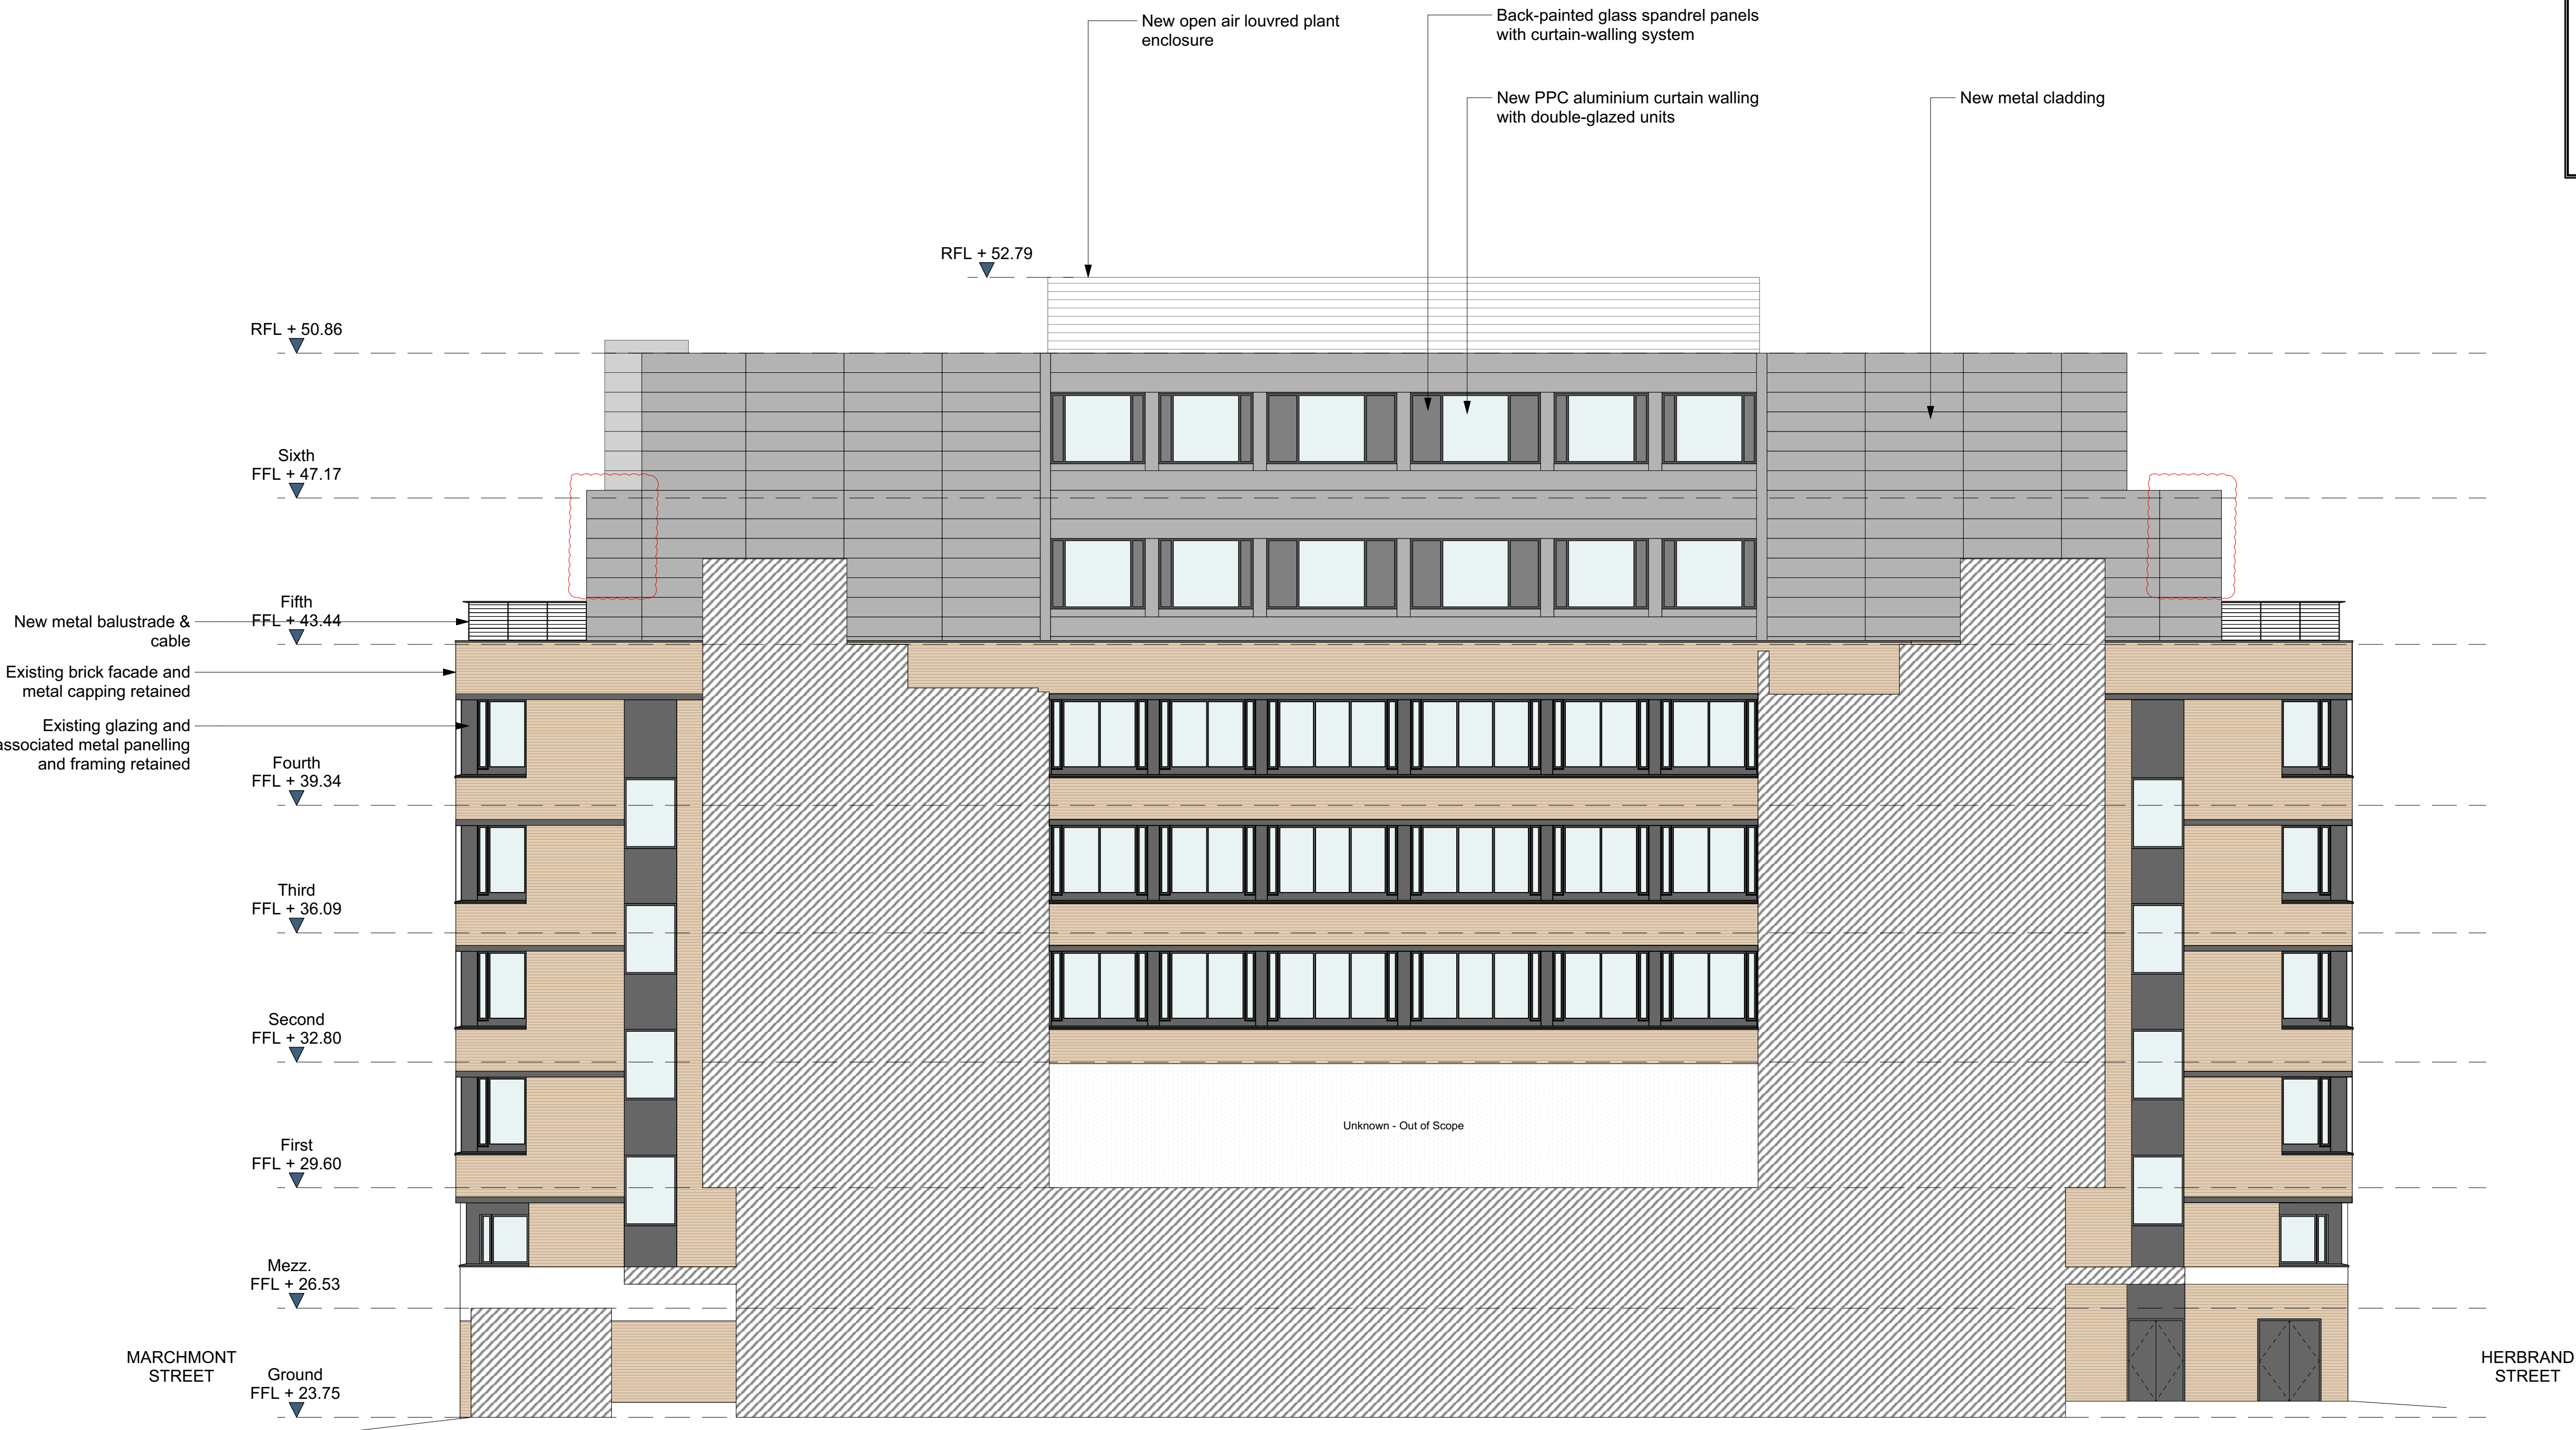 New open air louvred plant
enclosure
Back-painted glass spandrel panels
with curtain-walling system
New PPC aluminium curtain walling
with double-glazed units
New metal cladding
RFL + 52.79
RFL + 50.86
Sixth
FFL + 47.17
Fifth
FFL + 43.44
New metal balustrade &
cable
Existing brick facade and
metal capping retained
Existing glazing and
associated metal panelling
and framing retained
Fourth
FFL + 39.34
Third
FFL + 36.09
Second
FFL + 32.80
Unknown - Out of Scope
First
FFL + 29.60
Mezz.
FFL + 26.53
MARCHMONT
STREET
Ground
FFL + 23.75
HERBRAND
STREET